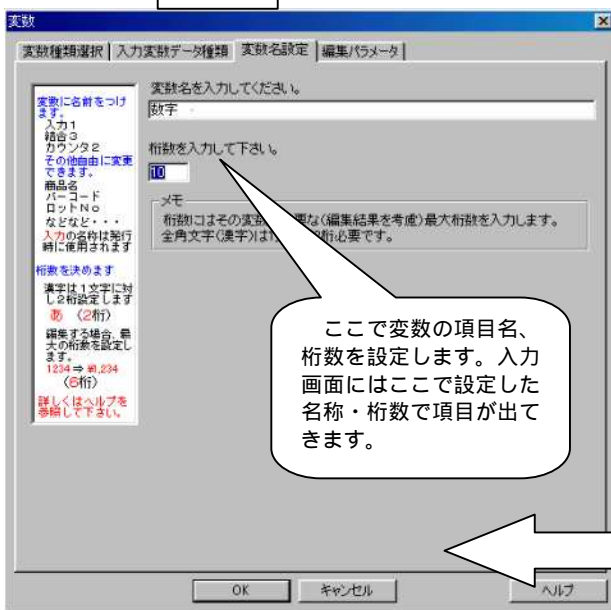 変数
変数種類選択 入力変数データ種類 変数名設定 編集パラメータ
変数に名前をつけ
ます。
入力1
結合3
カウンタ2
その他自由に変更
できます。
商品名
バーコード
ロットNo
などなど・・・
入力の名称は発行
時に使用されます
桁数を決めます
漢字は1文字に対
し2桁設定します
あ (2桁)
編集する場合、最
大の桁数を設定し
ます。
1234⇒\1,234
(6桁)
詳しくはヘルプを
参照して下さい。
変数名を入力してください。
数字
桁数を入力して下さい。
10
メモ
桁数にはその変数 要な(編集結果を考慮)最大桁数を入力します。
全角文字(漢字)は 桁必要です。
ここで変数の項目名、
桁数を設定します。入力
画面にはここで設定した
名称・桁数で項目が出て
きます。
OK キャンセル ヘルプ